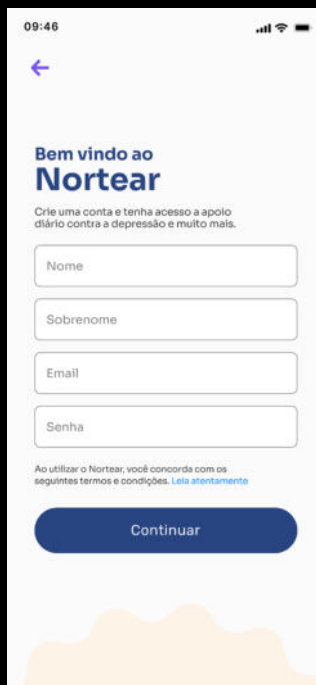 09:46
Bem vindo ao
Nortear
Crie uma conta e tenha acesso a apoio
diário contra a depressão e muito mais.
Nome
Sobrenome
Email
Senha
Ao utilizar o Nortear, você concorda com os
seguintes termos e condições. Leia atentamente
Continuar